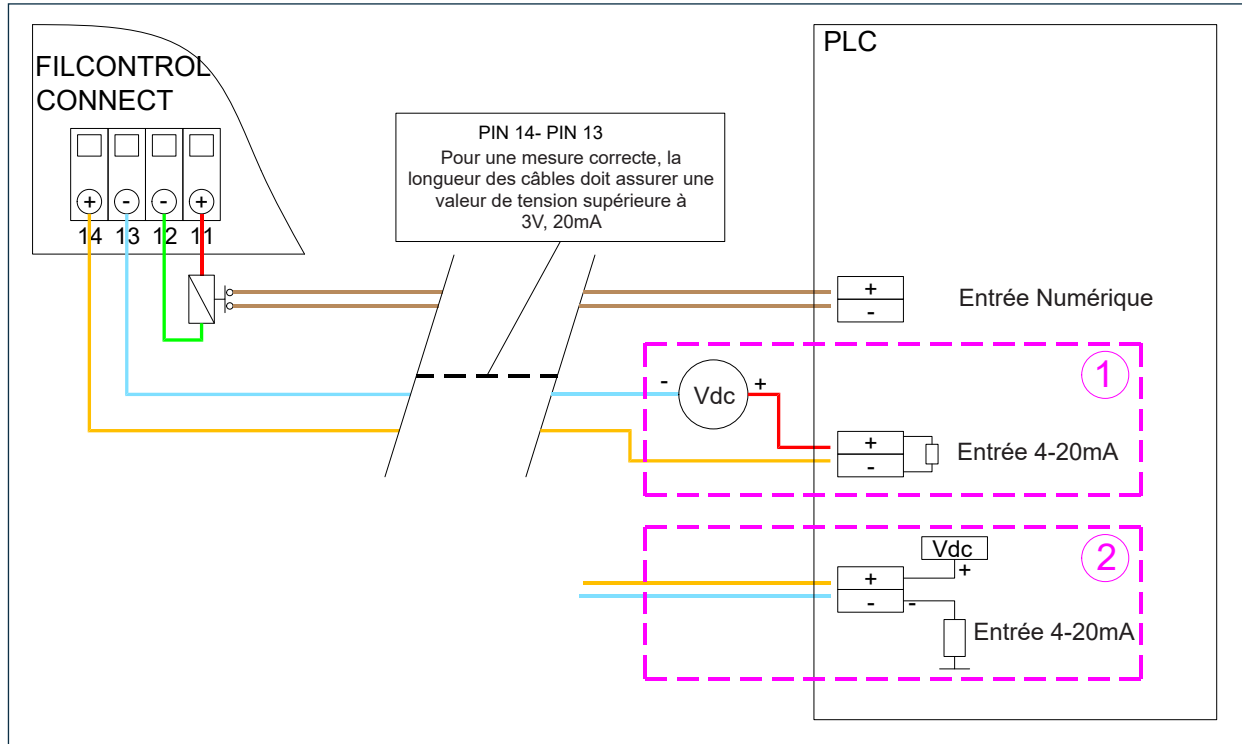 FILCONTROL
CONNECT
+ - - +
14 13 12 11
PIN 14- PIN 13
Pour une mesure correcte, la
longueur des câbles doit assurer une
valeur de tension supérieure à
3V, 20mA
PLC
+
-
Entrée Numérique
1
- Vdc +
+
-
Entrée 4-20mA
2
Vdc
+
+
- -
Entrée 4-20mA